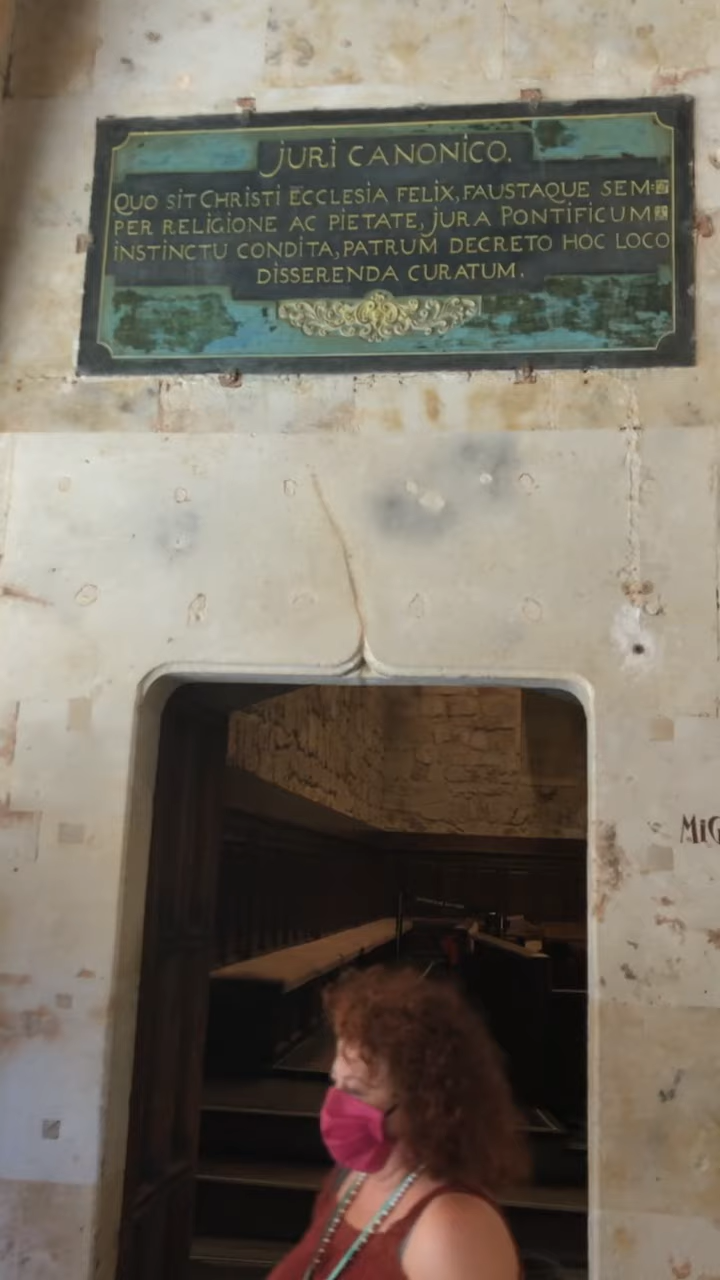 JURI CANONICO.
QUO SIT CHRISTI ECCLESIA FELIX, FAUSTAQUE SEM=
PER RELIGIONE AC PIETATE, JURA PONTIFICUM
INSTINCTU CONDITA, PATRUM DECRETO HOC LOCO
DISSERENDA CURATUM.
MIG